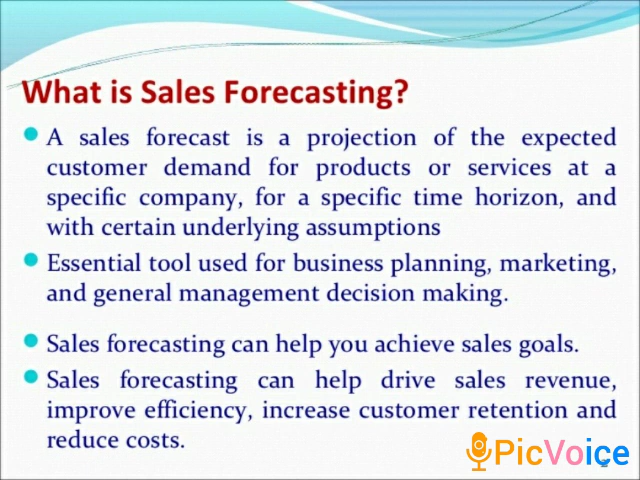 What is Sales Forecasting?
A sales forecast is a projection of the expected
customer demand for products or services at a
specific company, for a specific time horizon, and
with certain underlying assumptions
Essential tool used for business planning, marketing,
and general management decision making.
Sales forecasting can help you achieve sales goals.
Sales forecasting can help drive sales revenue,
improve efficiency, increase customer retention and
reduce costs.
PicVoice